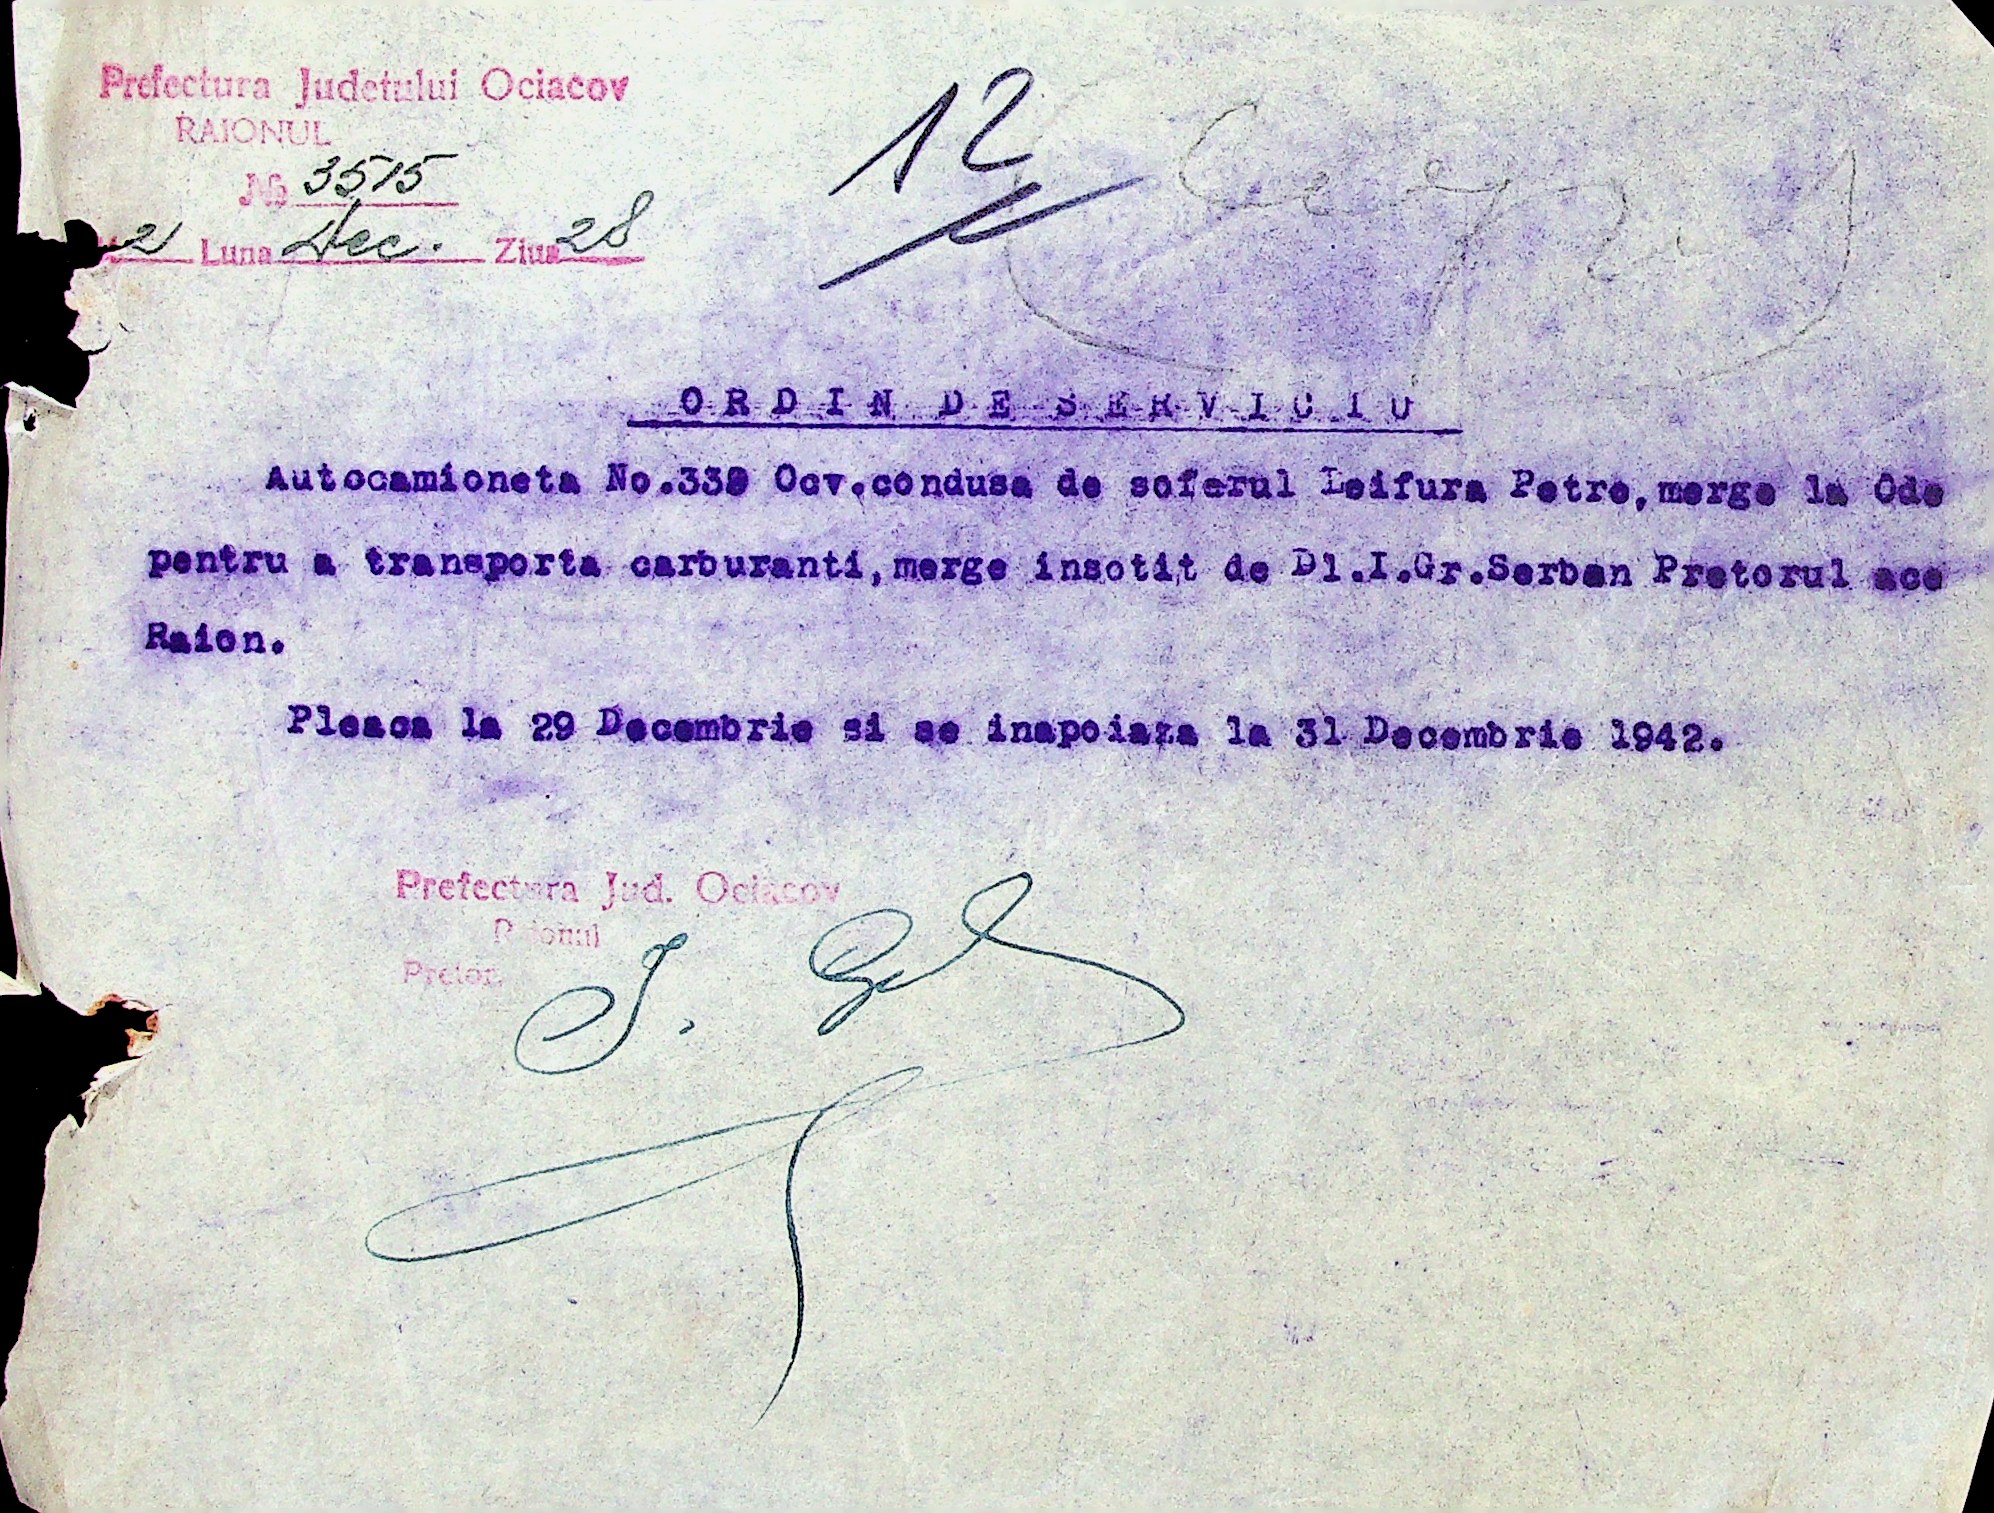 Prefectura Judetului Ociacov
RAIONUL
№ 3515
2 Luna Dec. Ziua 28
12
ORDIN DE SERVICIU
Autocamioneta No.339 Ocv.condusa de soferul Leifura Petre,merge la Ode
pentru a transporta carburanti,merge insotit de Dl.I.Gr.Serban Pretorul ace
Raion.
Pleaca la 29 Decembrie si se inapoiaza la 31 Decembrie 1942.
Prefectura Jud. Ociacov
Raionul
Pretor,